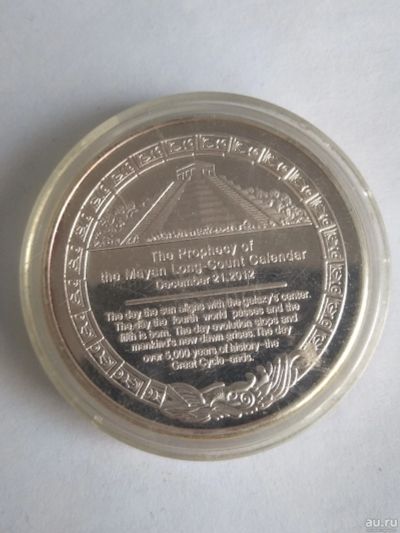 The Prophecy of
the Mayan Long-Count Calendar
December 21, 2012
The day the sun aligns with the galaxy's center.
The day the fourth world passes and the
fifth is born. The day evolution stops and
mankind's new dawn arises. The day
over 5,000 years of history-the
Great Cycle-ends.
au.ru